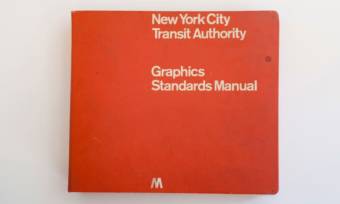 New York City
Transit Authority
Graphics
Standards Manual
M